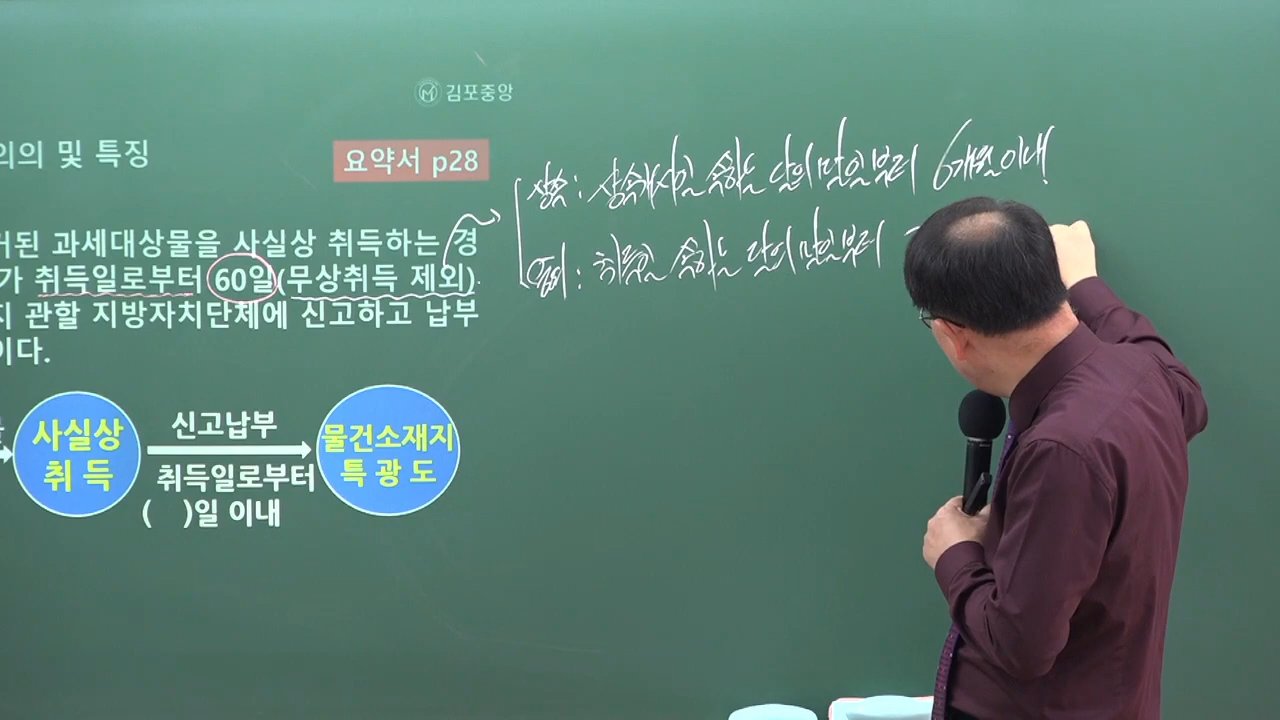 김포중앙
의의 및 특징
요약서 p28
상속 : 상속개시일 속하는 달의 말일부터 6개월 이내!
증여 : 취득일 속하는 달의 말일부터
거된 과세대상물을 사실상 취득하는 경
가 취득일로부터 60일(무상취득 제외).
지 관할 지방자치단체에 신고하고 납부
이다.
사실상
취 득
신고납부
취득일로부터
( )일 이내
물건소재지
특 광 도